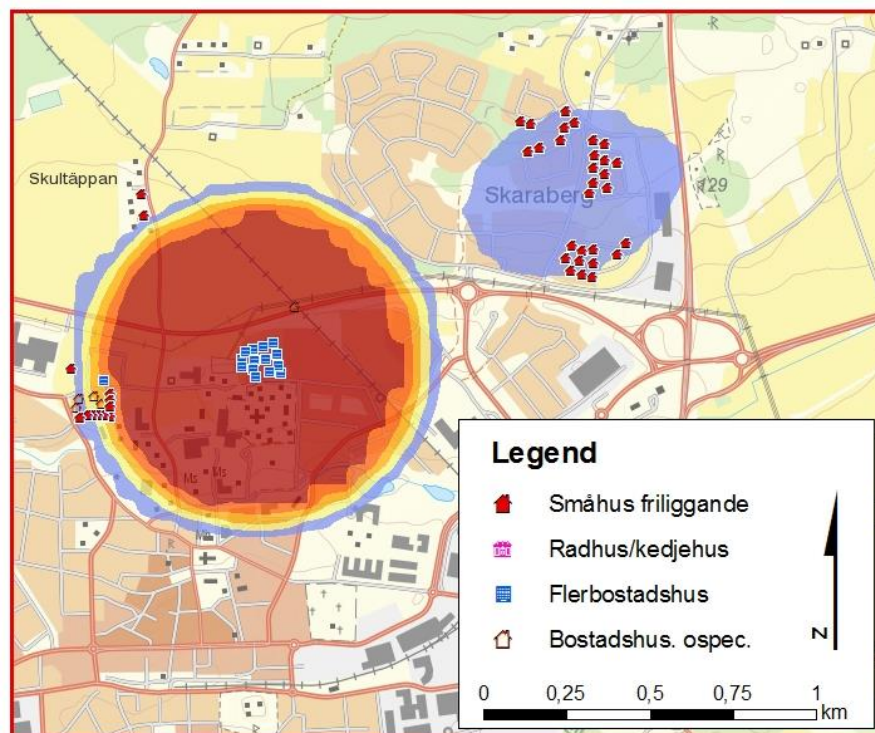 Skultäppan
Skaraberg
129
R
R
Ms
Ms
R
Legend
Småhus friliggande
Radhus/kedjehus
Flerbostadshus
Bostadshus. ospec.
N
0 0,25 0,5 0,75 1
km